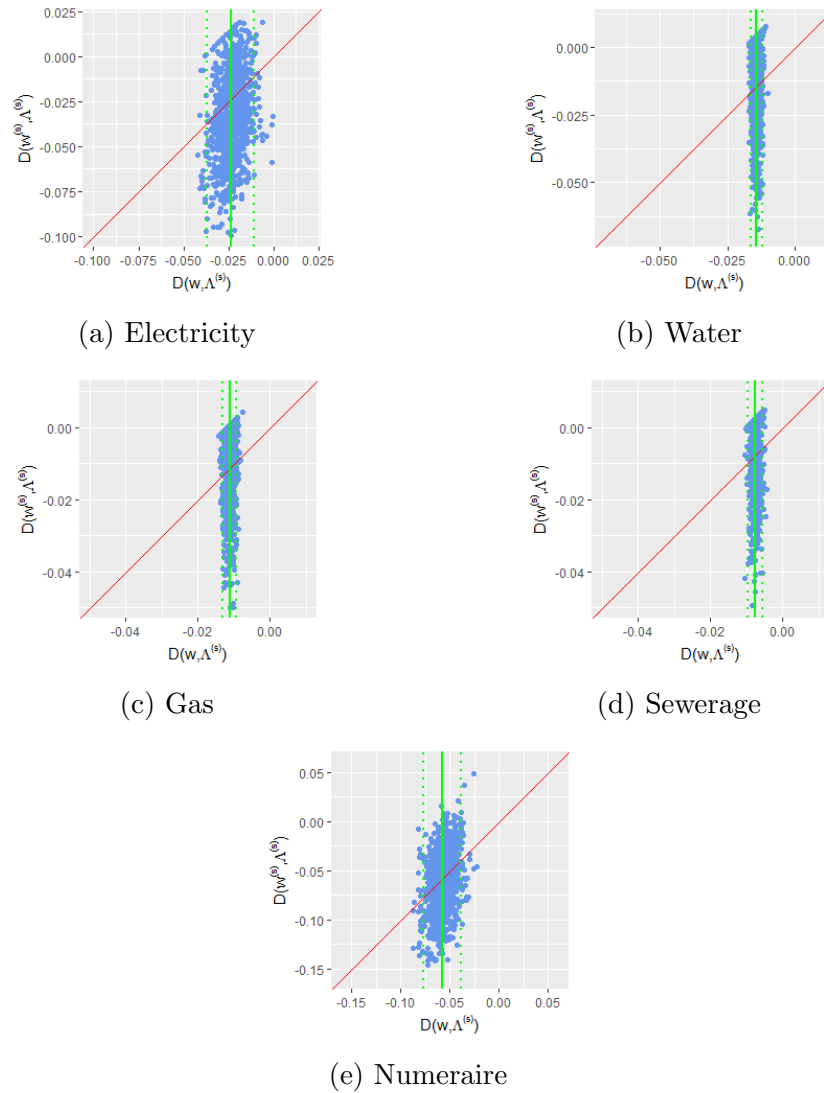 0.025
0.000
-0.025
-0.050
-0.075
-0.100
D(w⁽ˢ⁾,Λ⁽ˢ⁾)
-0.100 -0.075 -0.050 -0.025 0.000 0.025
D(w,Λ⁽ˢ⁾)
(a) Electricity
0.000
-0.025
-0.050
D(w⁽ˢ⁾,Λ⁽ˢ⁾)
-0.050 -0.025 0.000
D(w,Λ⁽ˢ⁾)
(b) Water
0.00
-0.02
-0.04
D(w⁽ˢ⁾,Λ⁽ˢ⁾)
-0.04 -0.02 0.00
D(w,Λ⁽ˢ⁾)
(c) Gas
0.00
-0.02
-0.04
D(w⁽ˢ⁾,Λ⁽ˢ⁾)
-0.04 -0.02 0.00
D(w,Λ⁽ˢ⁾)
(d) Sewerage
0.05
0.00
-0.05
-0.10
-0.15
D(w⁽ˢ⁾,Λ⁽ˢ⁾)
-0.15 -0.10 -0.05 0.00 0.05
D(w,Λ⁽ˢ⁾)
(e) Numeraire